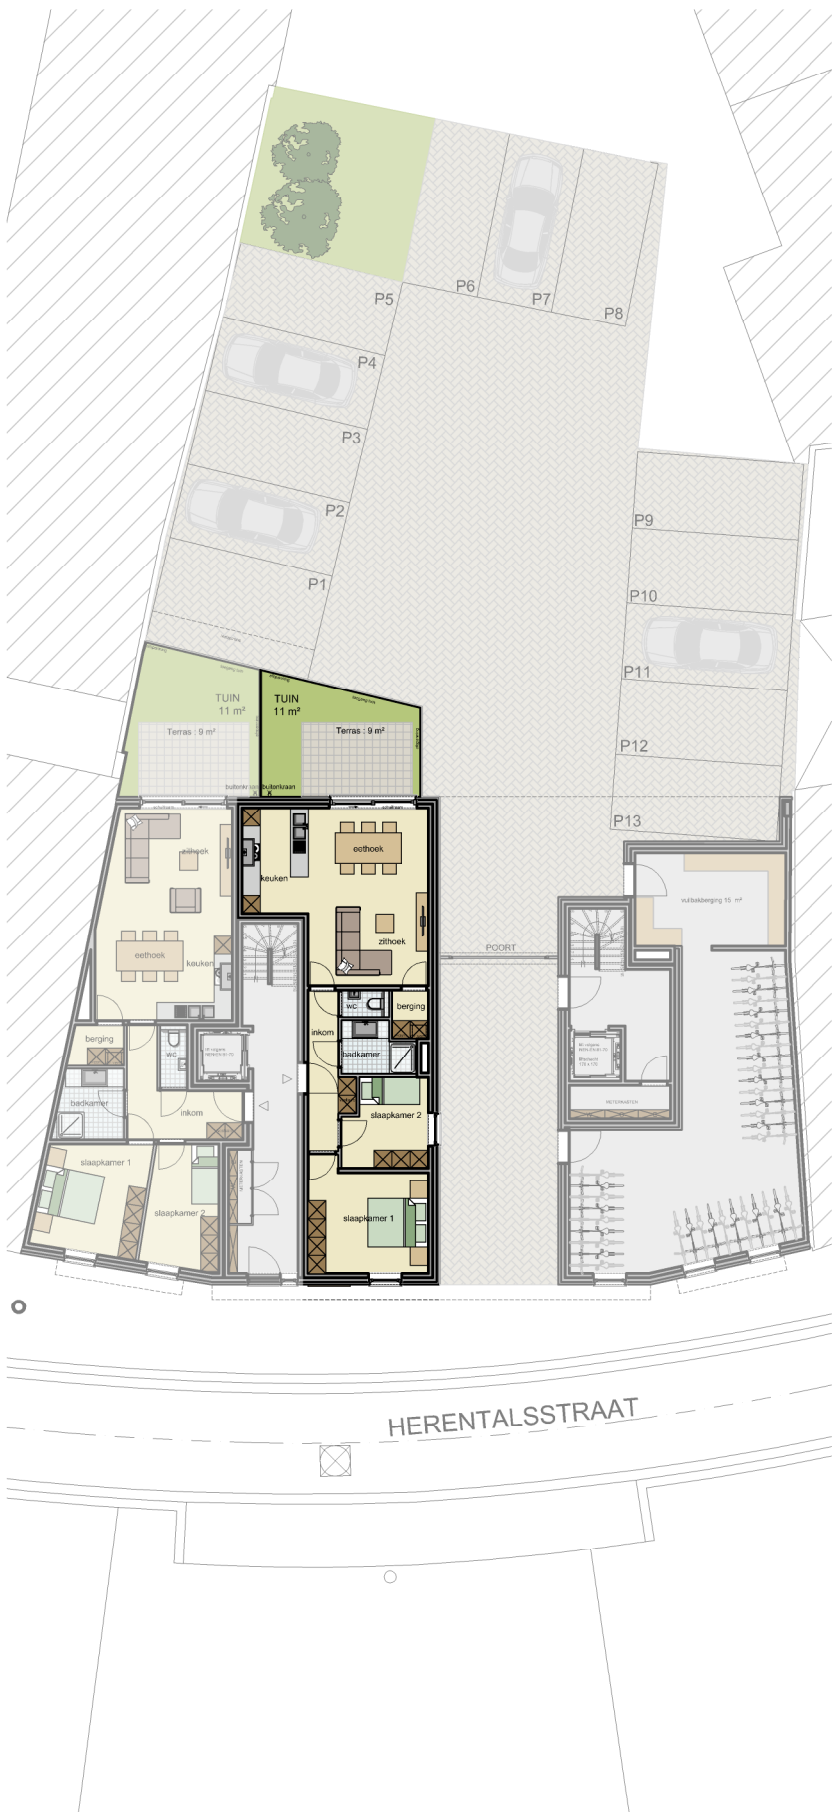 P5
P6
P7
P8
P4
P3
P2
P1
P9
P10
P11
P12
P13
TUIN
11 m²
TUIN
11 m²
Terras : 9 m²
Terras : 9 m²
buitenkraan
zithoek
eethoek
keuken
eethoek
keuken
zithoek
vuilbakberging 15 m²
POORT
berging
wc
badkamer
inkom
slaapkamer 1
slaapkamer 2
wc
berging
inkom
badkamer
slaapkamer 2
slaapkamer 1
HERENTALSSTRAAT